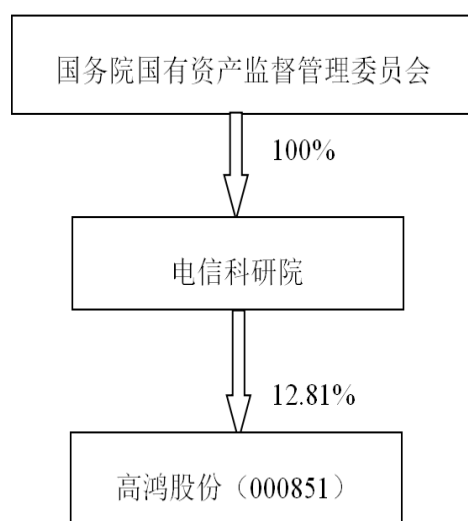 国务院国有资产监督管理委员会
100%
电信科研院
12.81%
高鸿股份（000851）